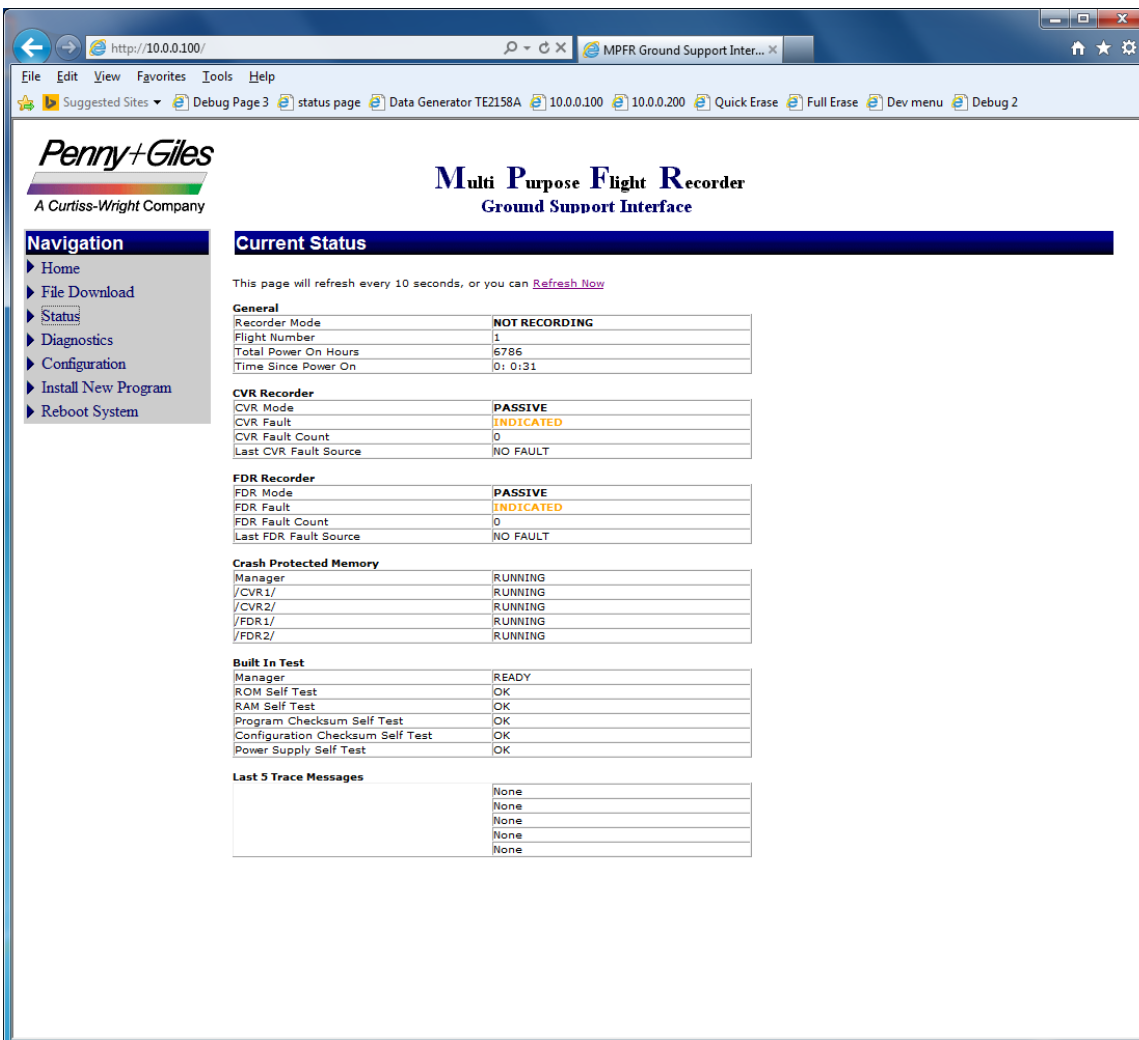 http://10.0.0.100/
MPFR Ground Support Inter...
File Edit View Favorites Tools Help
Suggested Sites Debug Page 3 status page Data Generator TE2158A 10.0.0.100 10.0.0.200 Quick Erase Full Erase Dev menu Debug 2
Penny+Giles
A Curtiss-Wright Company
Multi Purpose Flight Recorder
Ground Support Interface
Navigation
Home
File Download
Status
Diagnostics
Configuration
Install New Program
Reboot System
Current Status
This page will refresh every 10 seconds, or you can Refresh Now
General
Recorder Mode NOT RECORDING
Flight Number 1
Total Power On Hours 6786
Time Since Power On 0: 0:31
CVR Recorder
CVR Mode PASSIVE
CVR Fault INDICATED
CVR Fault Count 0
Last CVR Fault Source NO FAULT
FDR Recorder
FDR Mode PASSIVE
FDR Fault INDICATED
FDR Fault Count 0
Last FDR Fault Source NO FAULT
Crash Protected Memory
Manager RUNNING
/CVR1/ RUNNING
/CVR2/ RUNNING
/FDR1/ RUNNING
/FDR2/ RUNNING
Built In Test
Manager READY
ROM Self Test OK
RAM Self Test OK
Program Checksum Self Test OK
Configuration Checksum Self Test OK
Power Supply Self Test OK
Last 5 Trace Messages
None
None
None
None
None